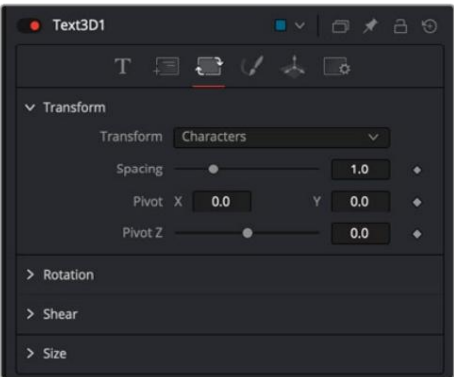 Text3D1
T
Transform
Transform Characters
Spacing 1.0
Pivot X 0.0 Y 0.0
Pivot Z 0.0
Rotation
Shear
Size